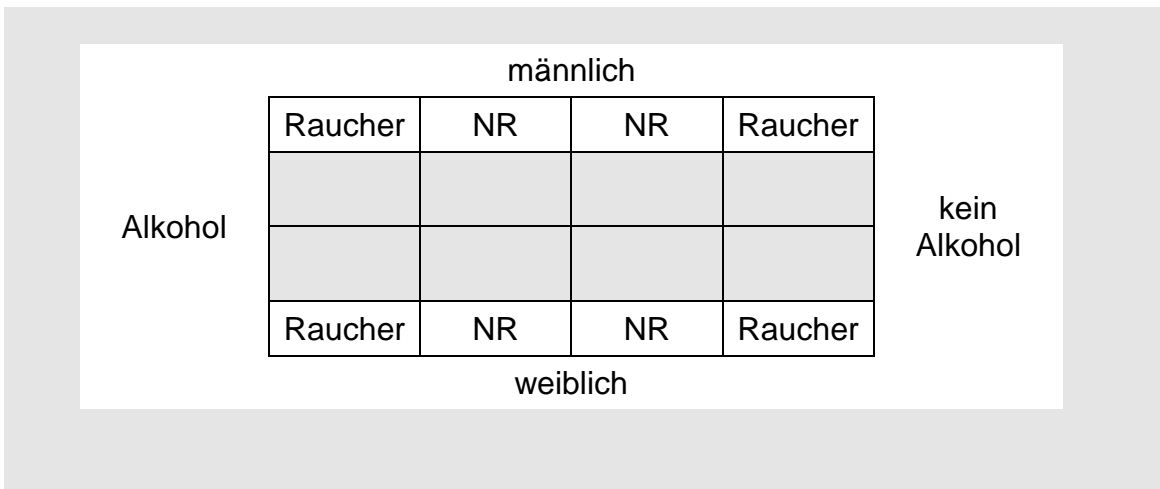 männlich
Raucher NR NR Raucher
Alkohol
kein
Alkohol
Raucher NR NR Raucher
weiblich